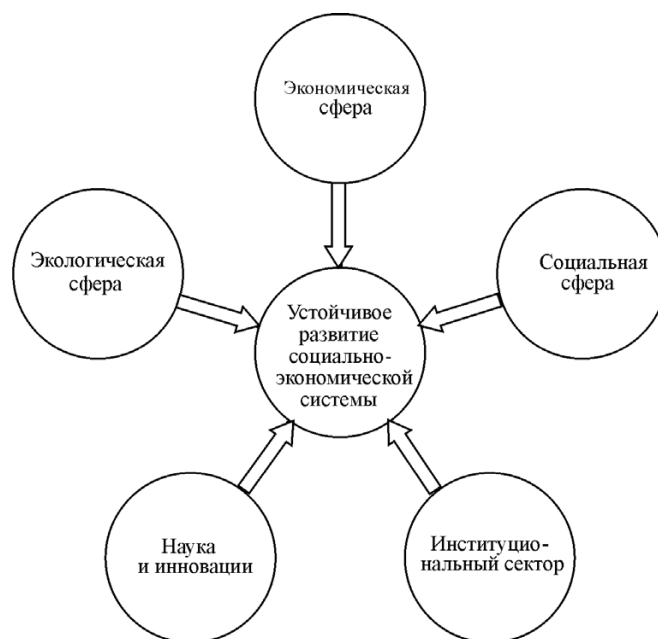 Экономическая
сфера
Экологическая
сфера
Социальная
сфера
Устойчивое
развитие
социально-
экономической
системы
Наука
и инновации
Институцио-
нальный сектор